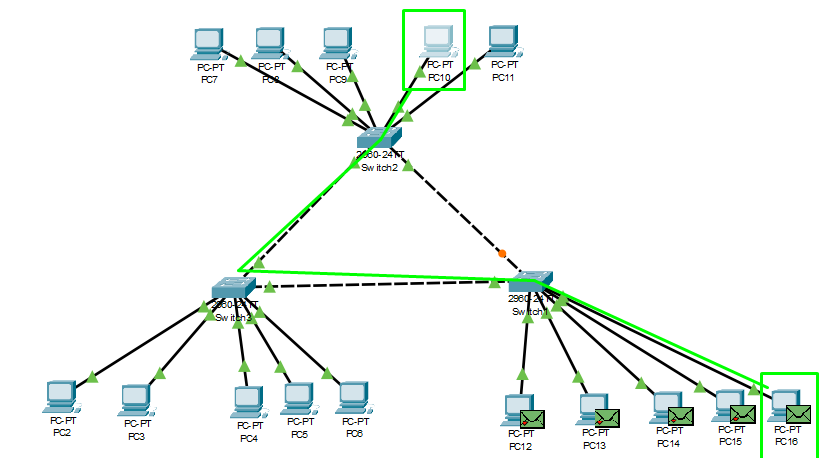 PC-PT
PC7
PC-PT
PC8
PC-PT
PC9
PC-PT
PC10
PC-PT
PC11
2960-24TT
Switch2
2960-24TT
Switch3
2960-24TT
Switch1
PC-PT
PC2
PC-PT
PC3
PC-PT
PC4
PC-PT
PC5
PC-PT
PC6
PC-PT
PC12
PC-PT
PC13
PC-PT
PC14
PC-PT
PC15
PC-PT
PC16